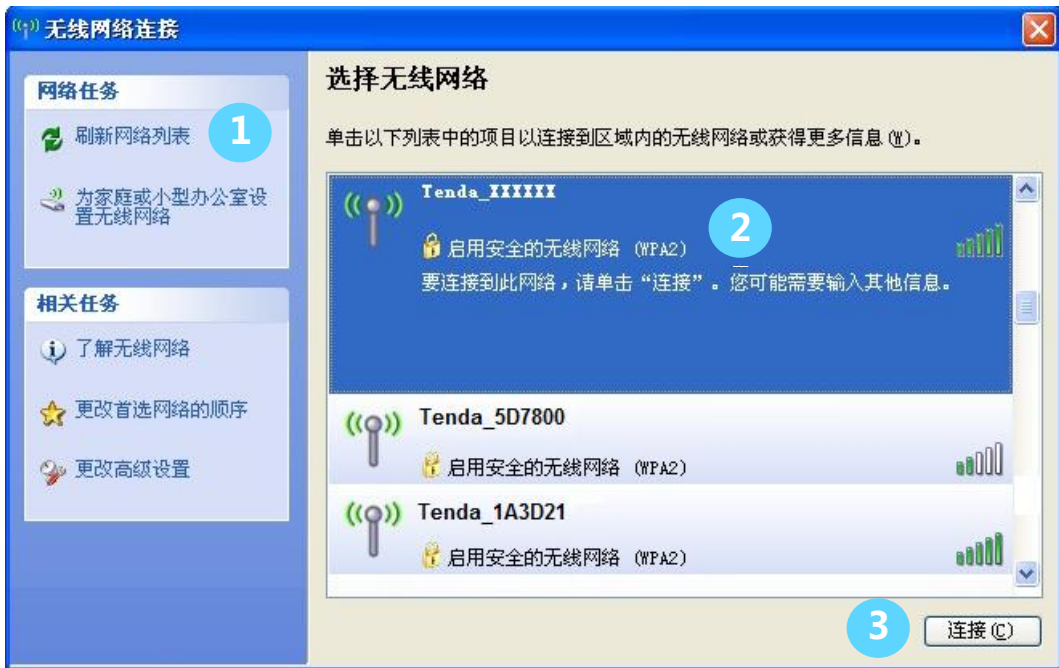 无线网络连接
网络任务
刷新网络列表
1
为家庭或小型办公室设
置无线网络
相关任务
了解无线网络
更改首选网络的顺序
更改高级设置
选择无线网络
单击以下列表中的项目以连接到区域内的无线网络或获得更多信息(W)。
Tenda_XXXXXX
启用安全的无线网络 (WPA2)
2
要连接到此网络，请单击“连接”。您可能需要输入其他信息。
Tenda_5D7800
启用安全的无线网络 (WPA2)
Tenda_1A3D21
启用安全的无线网络 (WPA2)
3
连接(C)